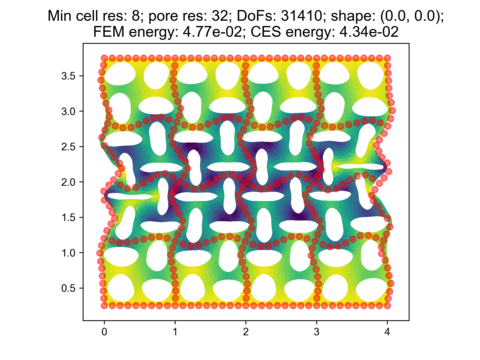 Min cell res: 8; pore res: 32; DoFs: 31410; shape: (0.0, 0.0);
FEM energy: 4.77e-02; CES energy: 4.34e-02
3.5
3.0
2.5
2.0
1.5
1.0
0.5
0 1 2 3 4